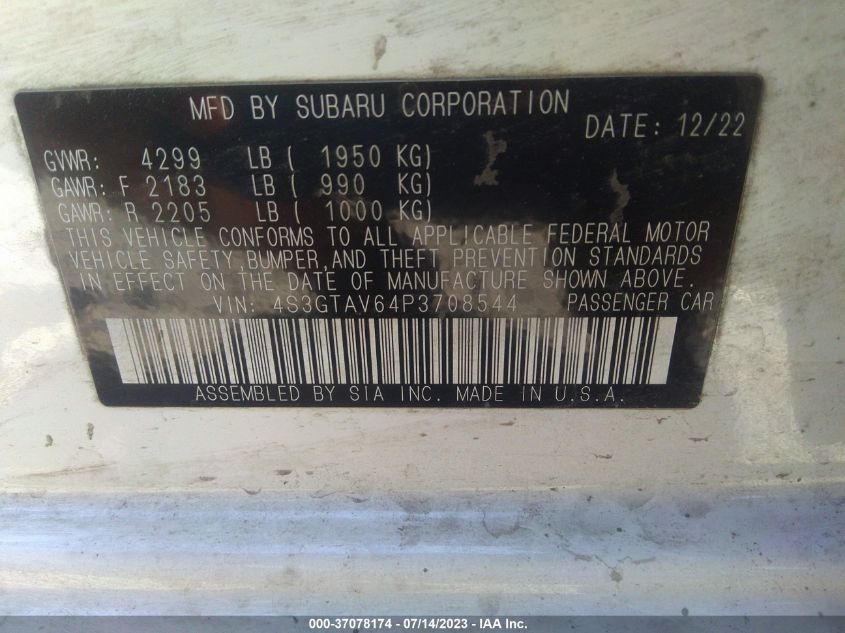 MFD BY SUBARU CORPORATION
DATE: 12/22
GVWR: 4299 LB ( 1950 KG)
GAWR: F 2183 LB ( 990 KG)
GAWR: R 2205 LB ( 1000 KG)
THIS VEHICLE CONFORMS TO ALL APPLICABLE FEDERAL MOTOR
VEHICLE SAFETY,BUMPER,AND THEFT PREVENTION STANDARDS
IN EFFECT ON THE DATE OF MANUFACTURE SHOWN ABOVE.
VIN: 4S3GTAV64P3708544 PASSENGER CAR
ASSEMBLED BY SIA INC. MADE IN U.S.A.
000-37078174 - 07/14/2023 - IAA Inc.